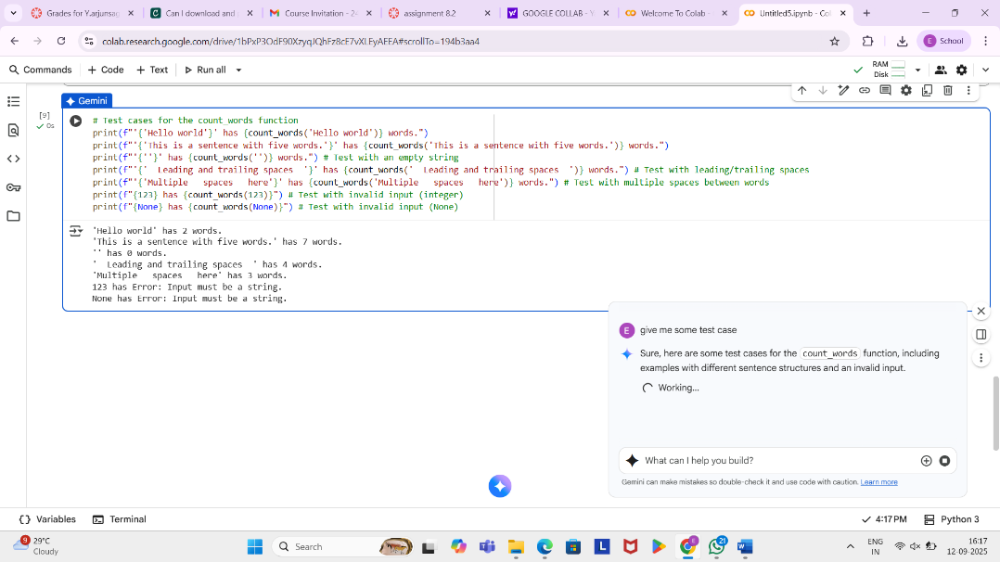 Grades for Y.arjunsag
Can I download and
Course Invitation - 24
assignment 8.2
GOOGLE COLLAB - Y
Welcome To Colab -
Untitled5.ipynb - Col
colab.research.google.com/drive/1bPxP3OdF90XzyqJQhFz8cE7vXLEyAEEA#scrollTo=194b3aa4
E School
Commands + Code + Text Run all
RAM
Disk
Gemini
[9]
0s
# Test cases for the count_words function
print(f"'{'Hello world'}' has {count_words('Hello world')} words.")
print(f"'{'This is a sentence with five words.'}' has {count_words('This is a sentence with five words.')} words.")
print(f"'{''}' has {count_words('')} words.") # Test with an empty string
print(f"'{'  Leading and trailing spaces  '}' has {count_words('  Leading and trailing spaces  ')} words.") # Test with leading/trailing spaces
print(f"'{'Multiple   spaces   here'}' has {count_words('Multiple   spaces   here')} words.") # Test with multiple spaces between words
print(f"{123} has {count_words(123)}") # Test with invalid input (integer)
print(f"{None} has {count_words(None)}") # Test with invalid input (None)
'Hello world' has 2 words.
'This is a sentence with five words.' has 7 words.
'' has 0 words.
'  Leading and trailing spaces  ' has 4 words.
'Multiple   spaces   here' has 3 words.
123 has Error: Input must be a string.
None has Error: Input must be a string.
E give me some test case
Sure, here are some test cases for the count_words function, including
examples with different sentence structures and an invalid input.
Working...
What can I help you build?
Gemini can make mistakes so double-check it and use code with caution. Learn more
Variables Terminal
4:17 PM Python 3
9
29°C
Cloudy
Search
L
21
ENG
IN
16:17
12-09-2025